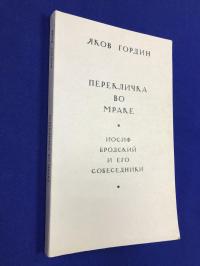 ЯКОВ ГОРДИН
ПЕРЕКЛИЧКА
ВО
МРАКЕ
•
ИОСИФ
БРОДСКИЙ
И ЕГО
СОБЕСЕДНИКИ
•